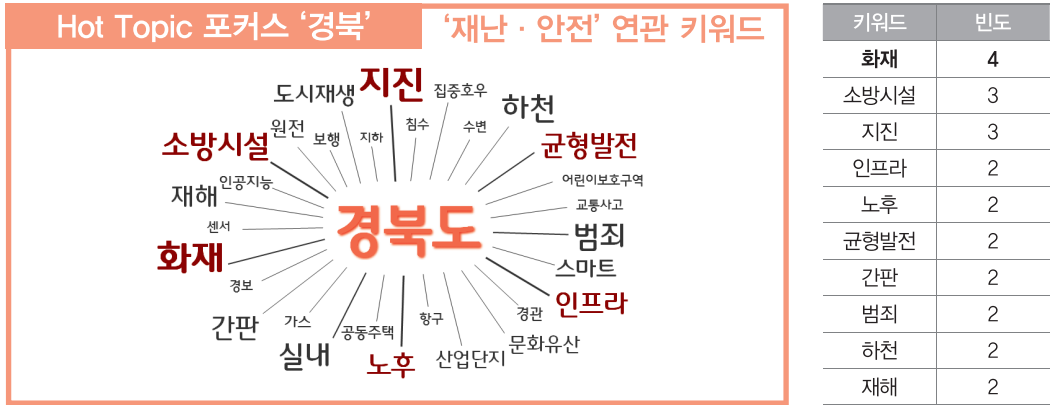 Hot Topic 포커스 ‘경북’
‘재난·안전’ 연관 키워드
지진
도시재생
집중호우
하천
원전
보행
지하
침수
수변
소방시설
균형발전
인공지능
어린이보호구역
재해
교통사고
센서
경북도
범죄
화재
스마트
경보
인프라
간판
가스
공동주택
항구
경관
실내
노후
산업단지
문화유산
키워드 빈도
화재 4
소방시설 3
지진 3
인프라 2
노후 2
균형발전 2
간판 2
범죄 2
하천 2
재해 2